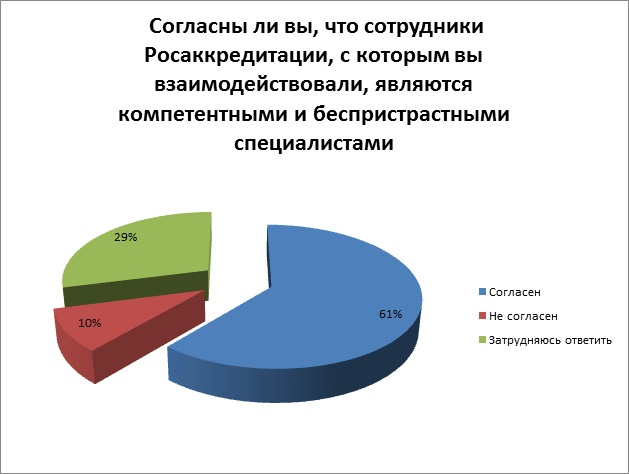 Согласны ли вы, что сотрудники
Росаккредитации, с которым вы
взаимодействовали, являются
компетентными и беспристрастными
специалистами
29%
10%
61%
Согласен
Не согласен
Затрудняюсь ответить